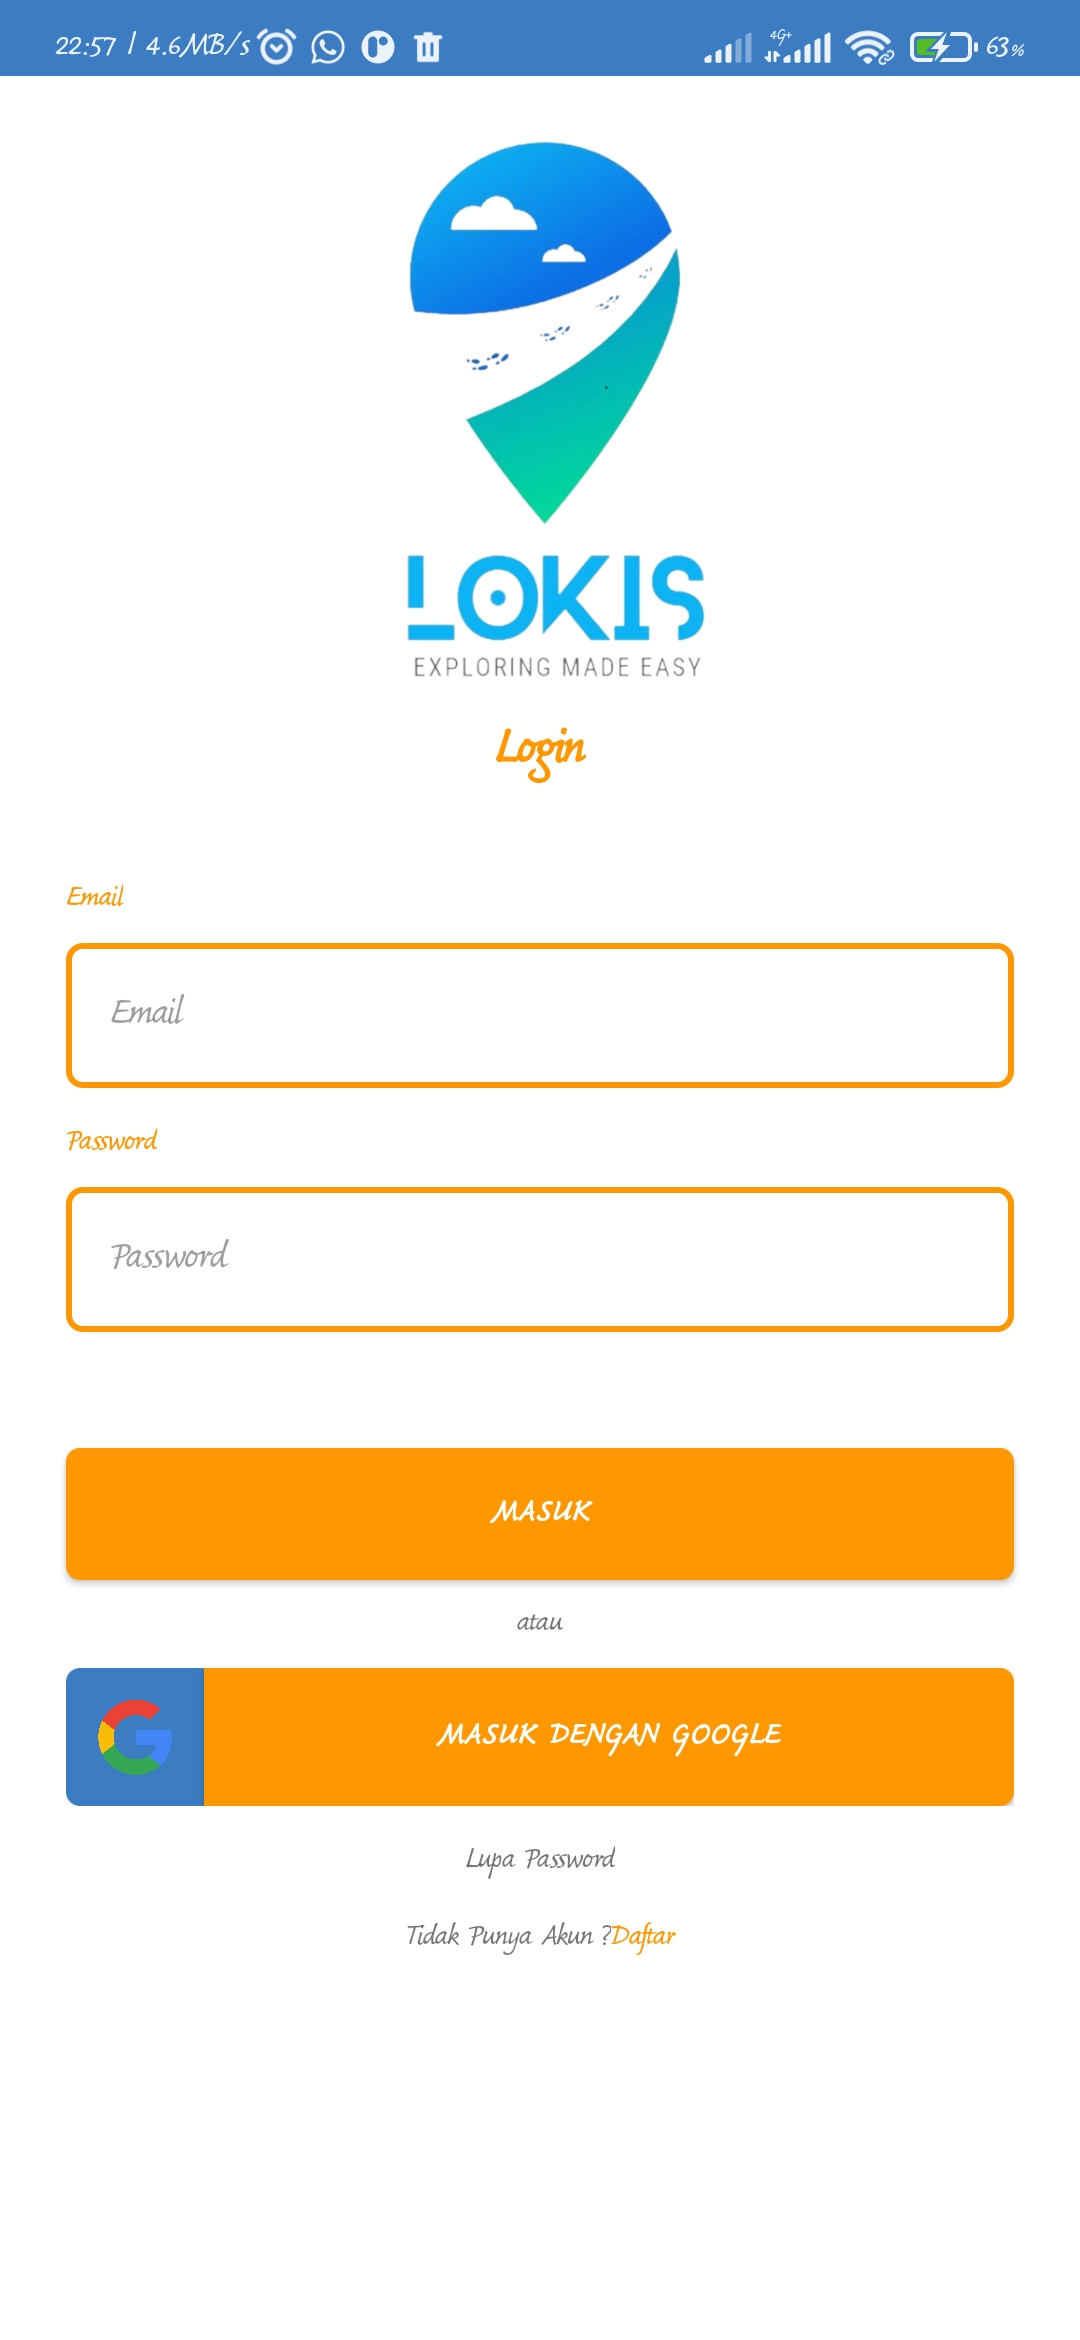 22:57 | 4.6MB/s 4G+ 63%
LOKIS
EXPLORING MADE EASY
Login
Email
Email
Password
Password
MASUK
atau
MASUK DENGAN GOOGLE
Lupa Password
Tidak Punya Akun ?Daftar